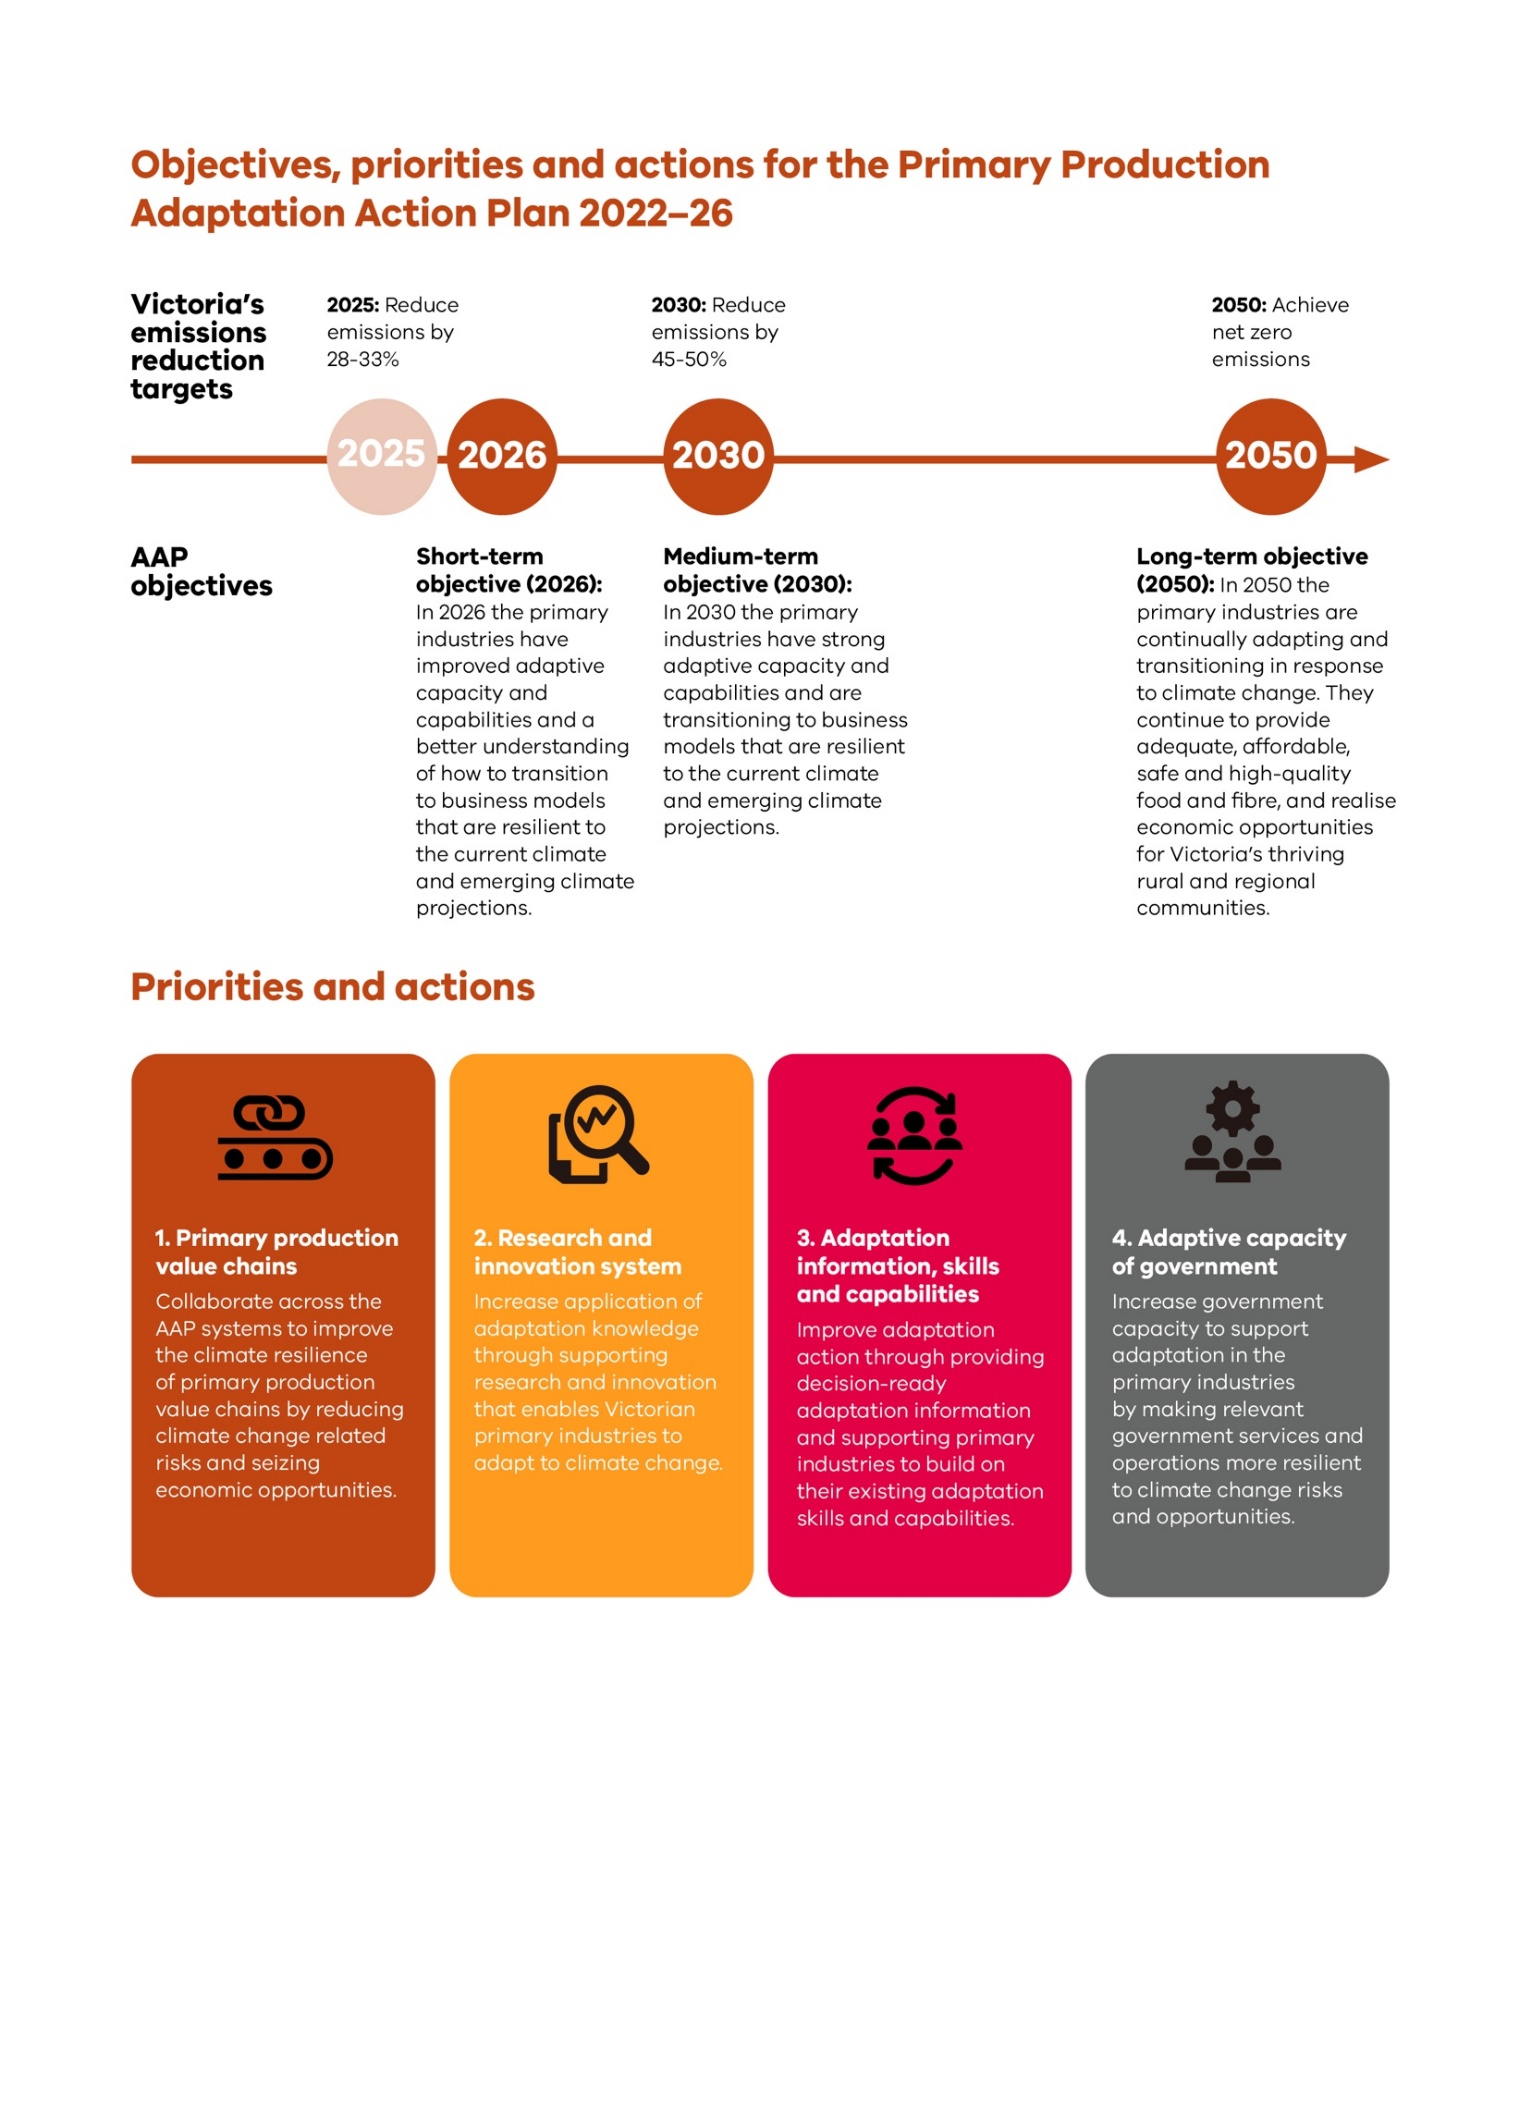 Objectives, priorities and actions for the Primary Production
Adaptation Action Plan 2022–26
Victoria's
emissions
reduction
targets
2025: Reduce
emissions by
28-33%
2030: Reduce
emissions by
45-50%
2050: Achieve
net zero
emissions
2025
2026
2030
2050
AAP
objectives
Short-term
objective (2026):
In 2026 the primary
industries have
improved adaptive
capacity and
capabilities and a
better understanding
of how to transition
to business models
that are resilient to
the current climate
and emerging climate
projections.
Medium-term
objective (2030):
In 2030 the primary
industries have strong
adaptive capacity and
capabilities and are
transitioning to business
models that are resilient
to the current climate
and emerging climate
projections.
Long-term objective
(2050): In 2050 the
primary industries are
continually adapting and
transitioning in response
to climate change. They
continue to provide
adequate, affordable,
safe and high-quality
food and fibre, and realise
economic opportunities
for Victoria's thriving
rural and regional
communities.
Priorities and actions
1. Primary production
value chains
Collaborate across the
AAP systems to improve
the climate resilience
of primary production
value chains by reducing
climate change related
risks and seizing
economic opportunities.
2. Research and
innovation system
Increase application of
adaptation knowledge
through supporting
research and innovation
that enables Victorian
primary industries to
adapt to climate change.
3. Adaptation
information, skills
and capabilities
Improve adaptation
action through providing
decision-ready
adaptation information
and supporting primary
industries to build on
their existing adaptation
skills and capabilities.
4. Adaptive capacity
of government
Increase government
capacity to support
adaptation in the
primary industries
by making relevant
government services and
operations more resilient
to climate change risks
and opportunities.